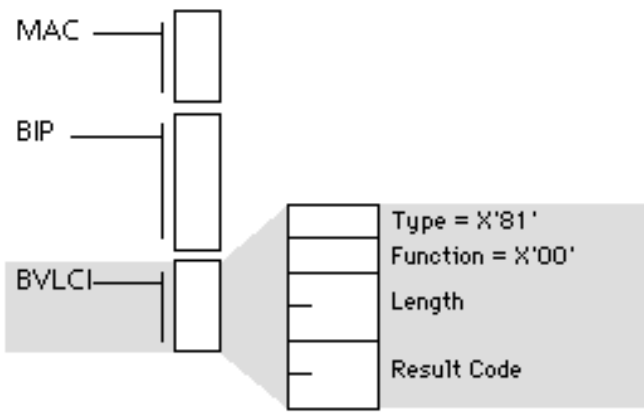 MAC
BIP
BVLCI
Type = X'81'
Function = X'00'
Length
Result Code